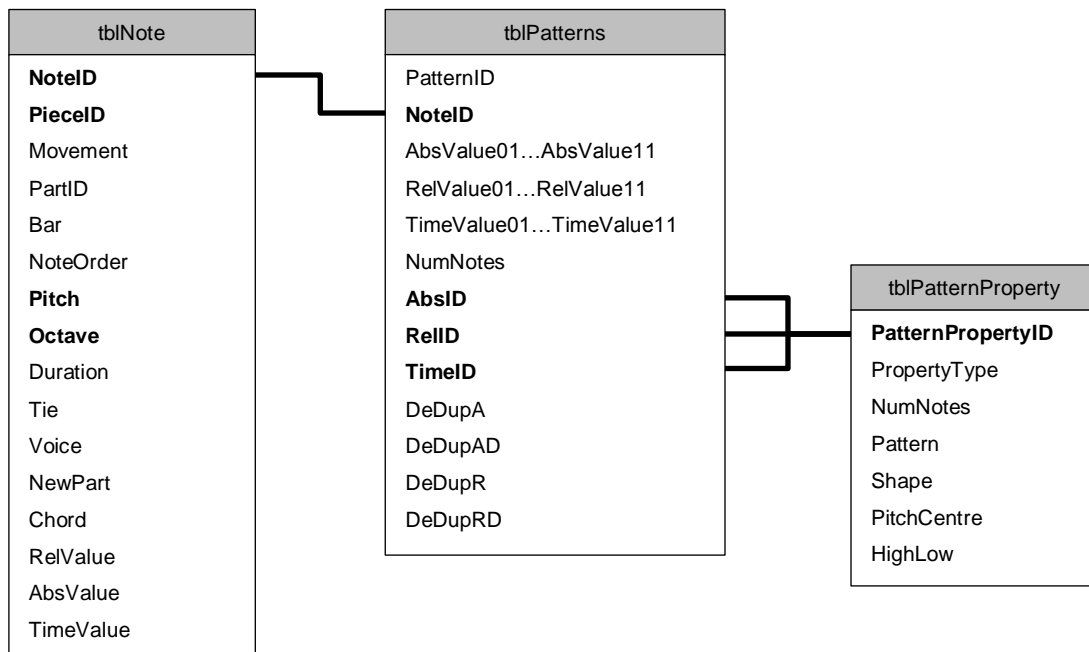 tblNote
NoteID
PieceID
Movement
PartID
Bar
NoteOrder
Pitch
Octave
Duration
Tie
Voice
NewPart
Chord
RelValue
AbsValue
TimeValue
tblPatterns
PatternID
NoteID
AbsValue01…AbsValue11
RelValue01…RelValue11
TimeValue01…TimeValue11
NumNotes
AbsID
RelID
TimeID
DeDupA
DeDupAD
DeDupR
DeDupRD
tblPatternProperty
PatternPropertyID
PropertyType
NumNotes
Pattern
Shape
PitchCentre
HighLow